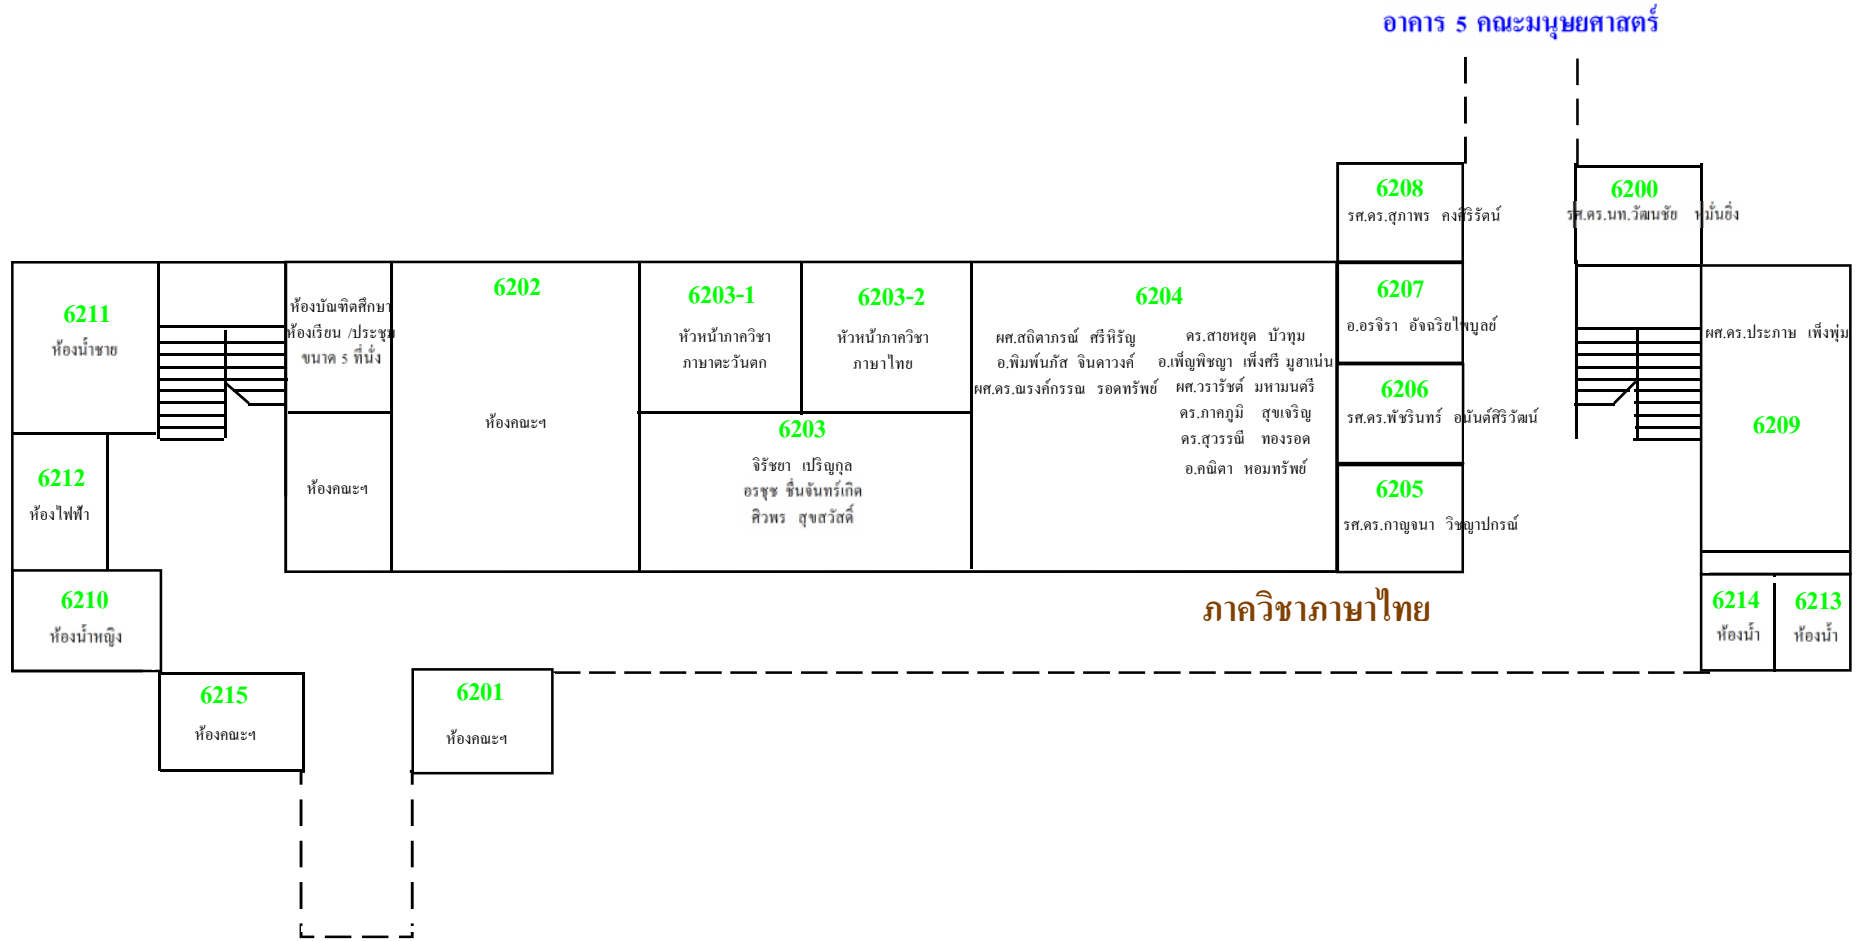 อาคาร 5 คณะมนุษยศาสตร์
6208
รศ.ดร.สุภาพร คงศิริรัตน์
6200
รศ.ดร.นท.วัฒนชัย หมั่นยิ่ง
6211
ห้องน้ำชาย
ห้องบัณฑิตศึกษา
ห้องเรียน /ประชุม
ขนาด 5 ที่นั่ง
ห้องคณะฯ
6202
ห้องคณะฯ
6203-1
หัวหน้าภาควิชา
ภาษาตะวันตก
6203-2
หัวหน้าภาควิชา
ภาษาไทย
6203
จิรัชยา เปริญกุล
อรชุช ชื่นจันทร์เกิด
ศิวพร สุขสวัสดิ์
6204
ผศ.สถิตาภรณ์ ศรีหิรัญ
อ.พิมพ์นภัส จินดาวงค์
ผศ.ดร.ณรงค์กรรณ รอดทรัพย์
ดร.สายหยุด บัวทุม
อ.เพ็ญพิชญา เพ็งศรี มูฮาเน่น
ผศ.วรารัชต์ มหามนตรี
ดร.ภาคภูมิ สุขเจริญ
ดร.สุวรรณี ทองรอด
อ.คณิตา หอมทรัพย์
6207
อ.อรจิรา อัจฉริยไพบูลย์
6206
รศ.ดร.พัชรินทร์ อนันต์ศิริวัฒน์
6205
รศ.ดร.กาญจนา วิชญาปกรณ์
ผศ.ดร.ประภาษ เพ็งพุ่ม
6209
6212
ห้องไฟฟ้า
6210
ห้องน้ำหญิง
ภาควิชาภาษาไทย
6214
ห้องน้ำ
6213
ห้องน้ำ
6215
ห้องคณะฯ
6201
ห้องคณะฯ